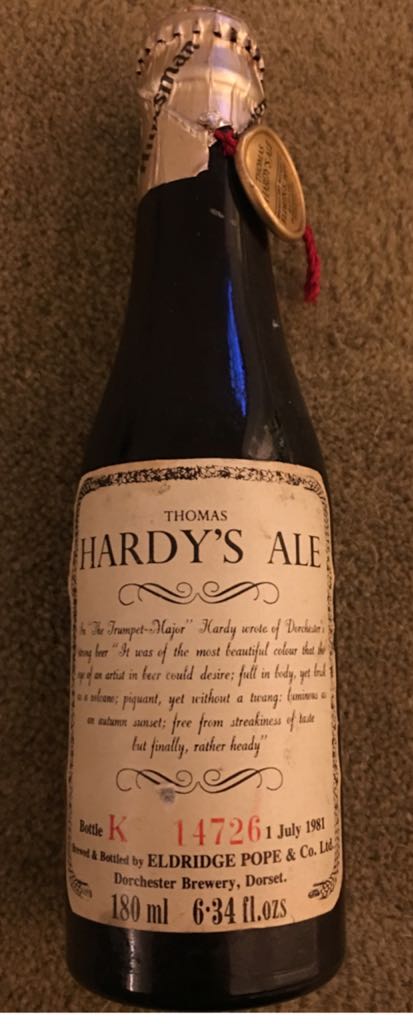 THOMAS
HARDY'S ALE
THOMAS
HARDY'S ALE
In "The Trumpet-Major" Hardy wrote of Dorchester's
strong beer "It was of the most beautiful colour that the
eye of an artist in beer could desire; full in body, yet brisk
as a volcano; piquant, yet without a twang; luminous as
an autumn sunset; free from streakiness of taste
but finally, rather heady"
Bottle K 14726 1 July 1981
Brewed & Bottled by ELDRIDGE POPE & Co. Ltd.
Dorchester Brewery, Dorset.
180 ml 6·34 fl.ozs